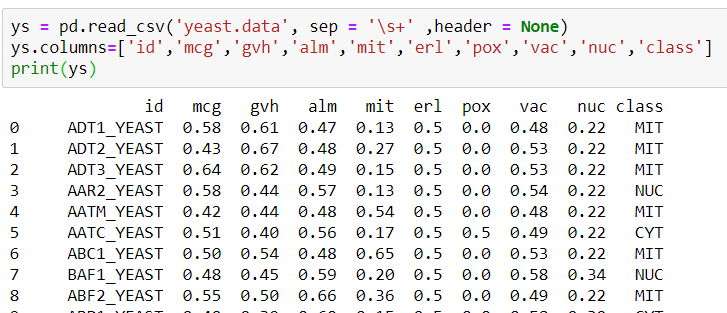 ys = pd.read_csv('yeast.data', sep = '\s+' ,header = None)
ys.columns=['id','mcg','gvh','alm','mit','erl','pox','vac','nuc','class']
print(ys)
id mcg gvh alm mit erl pox vac nuc class
0 ADT1_YEAST 0.58 0.61 0.47 0.13 0.5 0.0 0.48 0.22 MIT
1 ADT2_YEAST 0.43 0.67 0.48 0.27 0.5 0.0 0.53 0.22 MIT
2 ADT3_YEAST 0.64 0.62 0.49 0.15 0.5 0.0 0.53 0.22 MIT
3 AAR2_YEAST 0.58 0.44 0.57 0.13 0.5 0.0 0.54 0.22 NUC
4 AATM_YEAST 0.42 0.44 0.48 0.54 0.5 0.0 0.48 0.22 MIT
5 AATC_YEAST 0.51 0.40 0.56 0.17 0.5 0.5 0.49 0.22 CYT
6 ABC1_YEAST 0.50 0.54 0.48 0.65 0.5 0.0 0.53 0.22 MIT
7 BAF1_YEAST 0.48 0.45 0.59 0.20 0.5 0.0 0.58 0.34 NUC
8 ABF2_YEAST 0.55 0.50 0.66 0.36 0.5 0.0 0.49 0.22 MIT